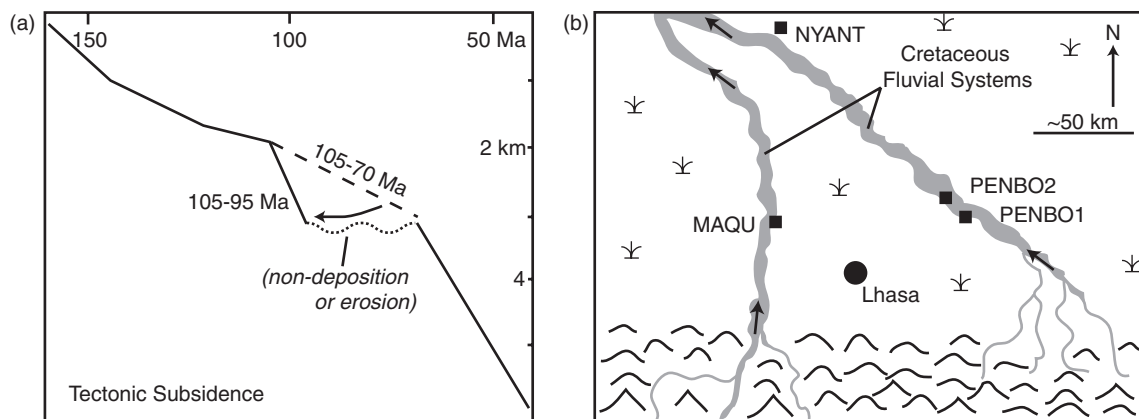 (a)
150
100
50 Ma
2 km
105-70 Ma
105-95 Ma
(non-deposition
or erosion)
4
Tectonic Subsidence
(b)
NYANT
N
Cretaceous
Fluvial Systems
~50 km
PENBO2
PENBO1
MAQU
Lhasa